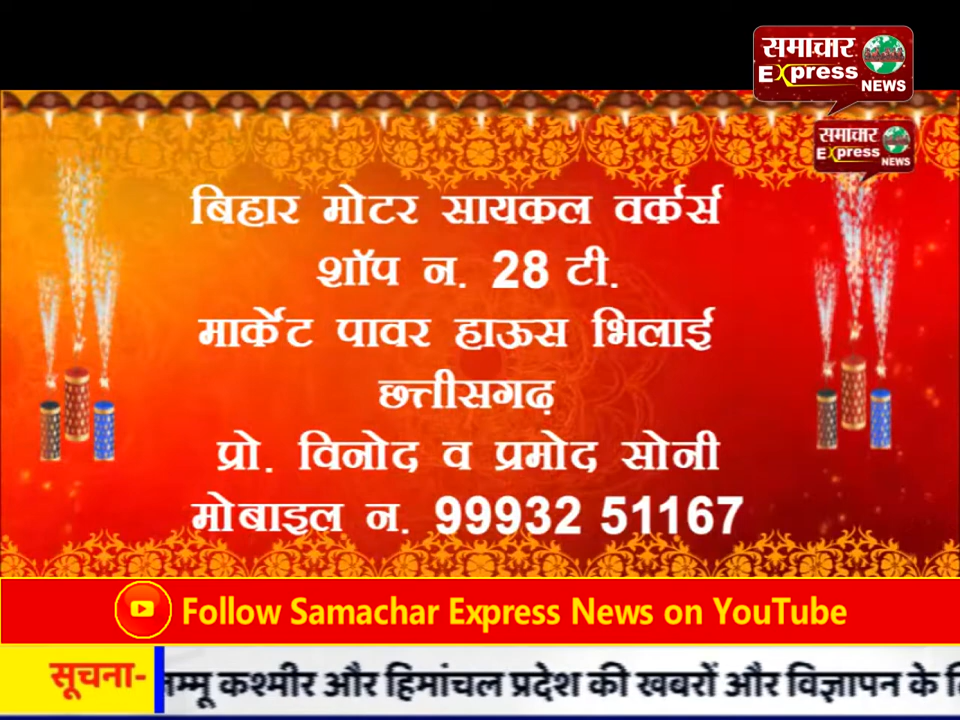 समाचार
Express
NEWS
समाचार
Express
NEWS
बिहार मोटर सायकल वर्कर्स
शॉप न. 28 टी.
मार्केट पावर हाऊस भिलाई
छत्तीसगढ़
प्रो. विनोद व प्रमोद सोनी
मोबाइल न. 99932 51167
Follow Samachar Express News on YouTube
सूचना- कश्मीर और हिमांचल प्रदेश की खबरों और विज्ञापन के